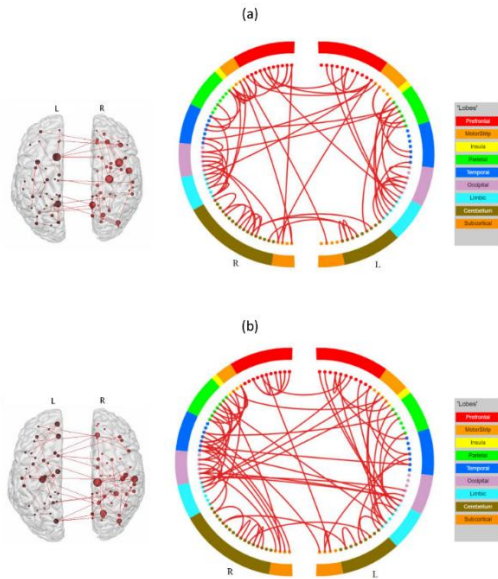 (a)
L
R
R
L
'Lobes'
Prefrontal
MotorStrip
Insula
Parietal
Temporal
Occipital
Limbic
Cerebellum
Subcortical
(b)
L
R
R
L
'Lobes'
Prefrontal
MotorStrip
Insula
Parietal
Temporal
Occipital
Limbic
Cerebellum
Subcortical